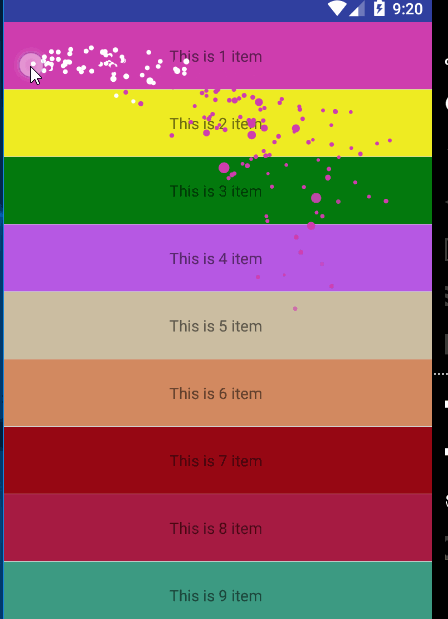 9:20
This is 1 item
This is 2 item
This is 3 item
This is 4 item
This is 5 item
This is 6 item
This is 7 item
This is 8 item
This is 9 item